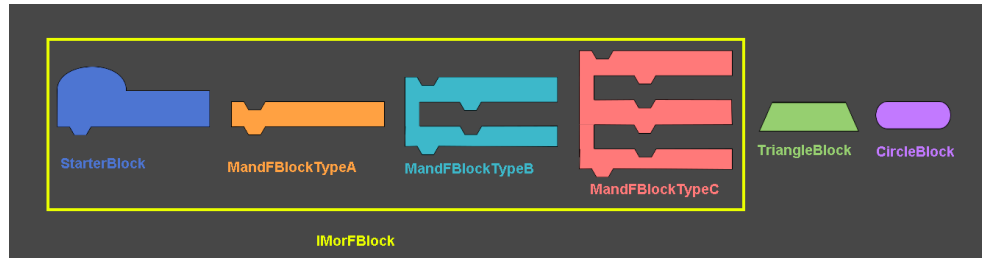 StarterBlock
MandFBlockTypeA
MandFBlockTypeB
MandFBlockTypeC
TriangleBlock
CircleBlock
IMorFBlock